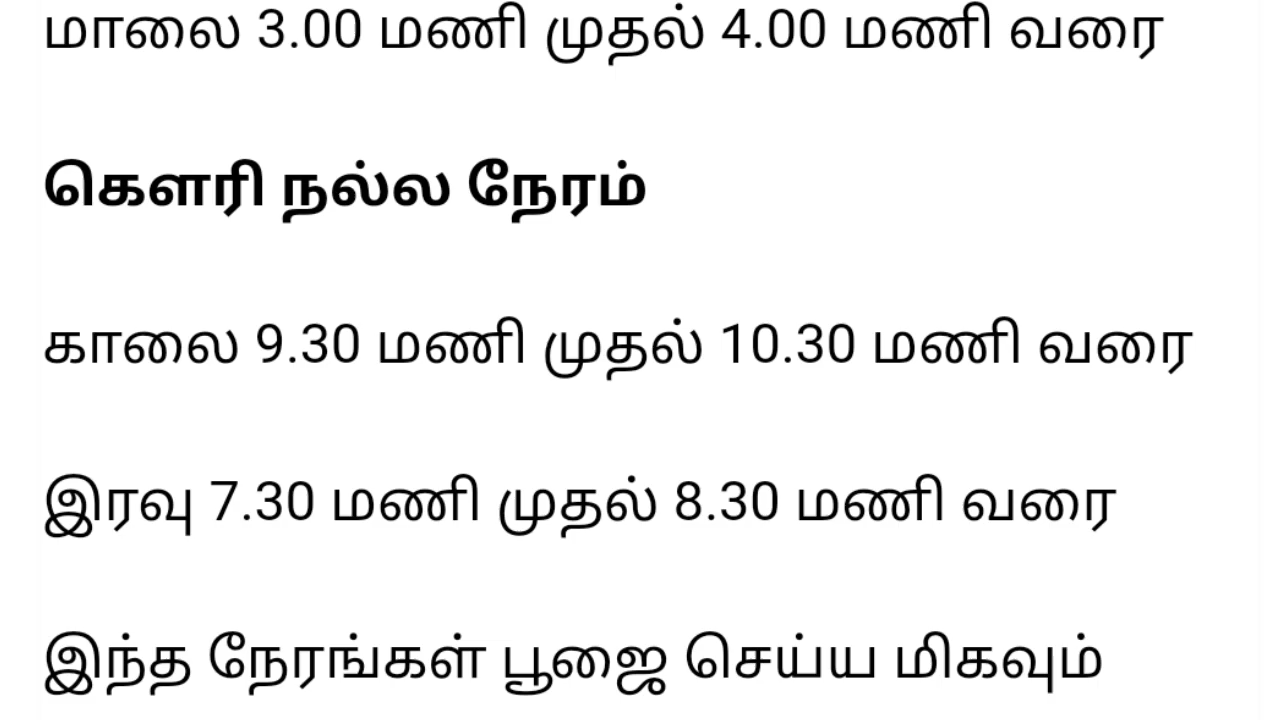 மாலை 3.00 மணி முதல் 4.00 மணி வரை
கௌரி நல்ல நேரம்
காலை 9.30 மணி முதல் 10.30 மணி வரை
இரவு 7.30 மணி முதல் 8.30 மணி வரை
இந்த நேரங்கள் பூஜை செய்ய மிகவும்